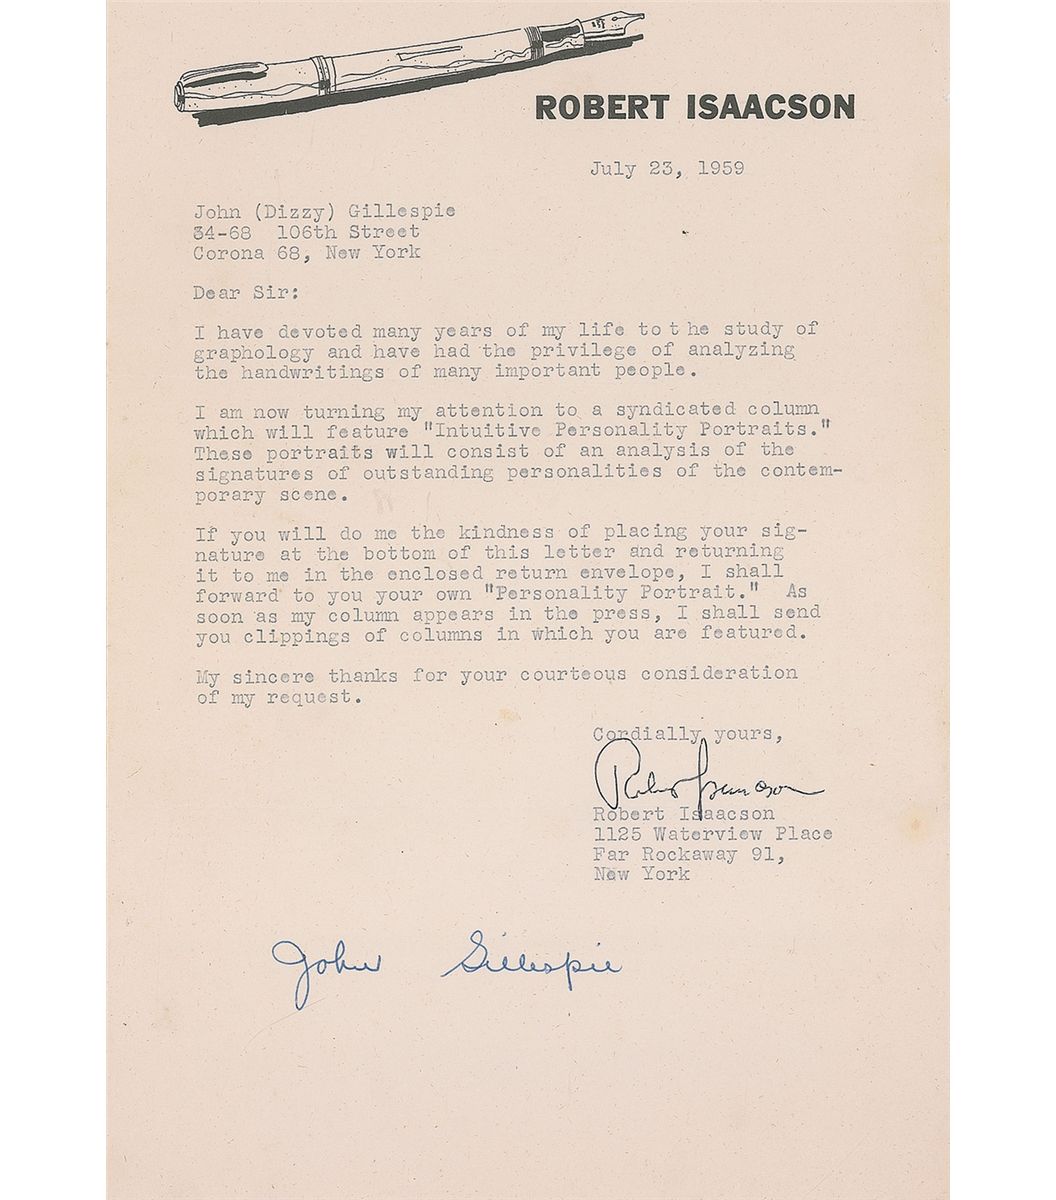 ROBERT ISAACSON
July 23, 1959
John (Dizzy) Gillespie
34-68 106th Street
Corona 68, New York
Dear Sir:
I have devoted many years of my life tot he study of
graphology and have had the privilege of analyzing
the handwritings of many important people.
I am now turning my attention to a syndicated column
which will feature "Intuitive Personality Portraits."
These portraits will consist of an analysis of the
signatures of outstanding personalities of the contem-
porary scene.
If you will do me the kindness of placing your sig-
nature at the bottom of this letter and returning
it to me in the enclosed return envelope, I shall
forward to you your own "Personality Portrait." As
soon as my column appears in the press, I shall send
you clippings of columns in which you are featured.
My sincere thanks for your courteous consideration
of my request.
Cordially yours,
Robert Isaacson
Robert Isaacson
1125 Waterview Place
Far Rockaway 91,
New York
John Gillespie